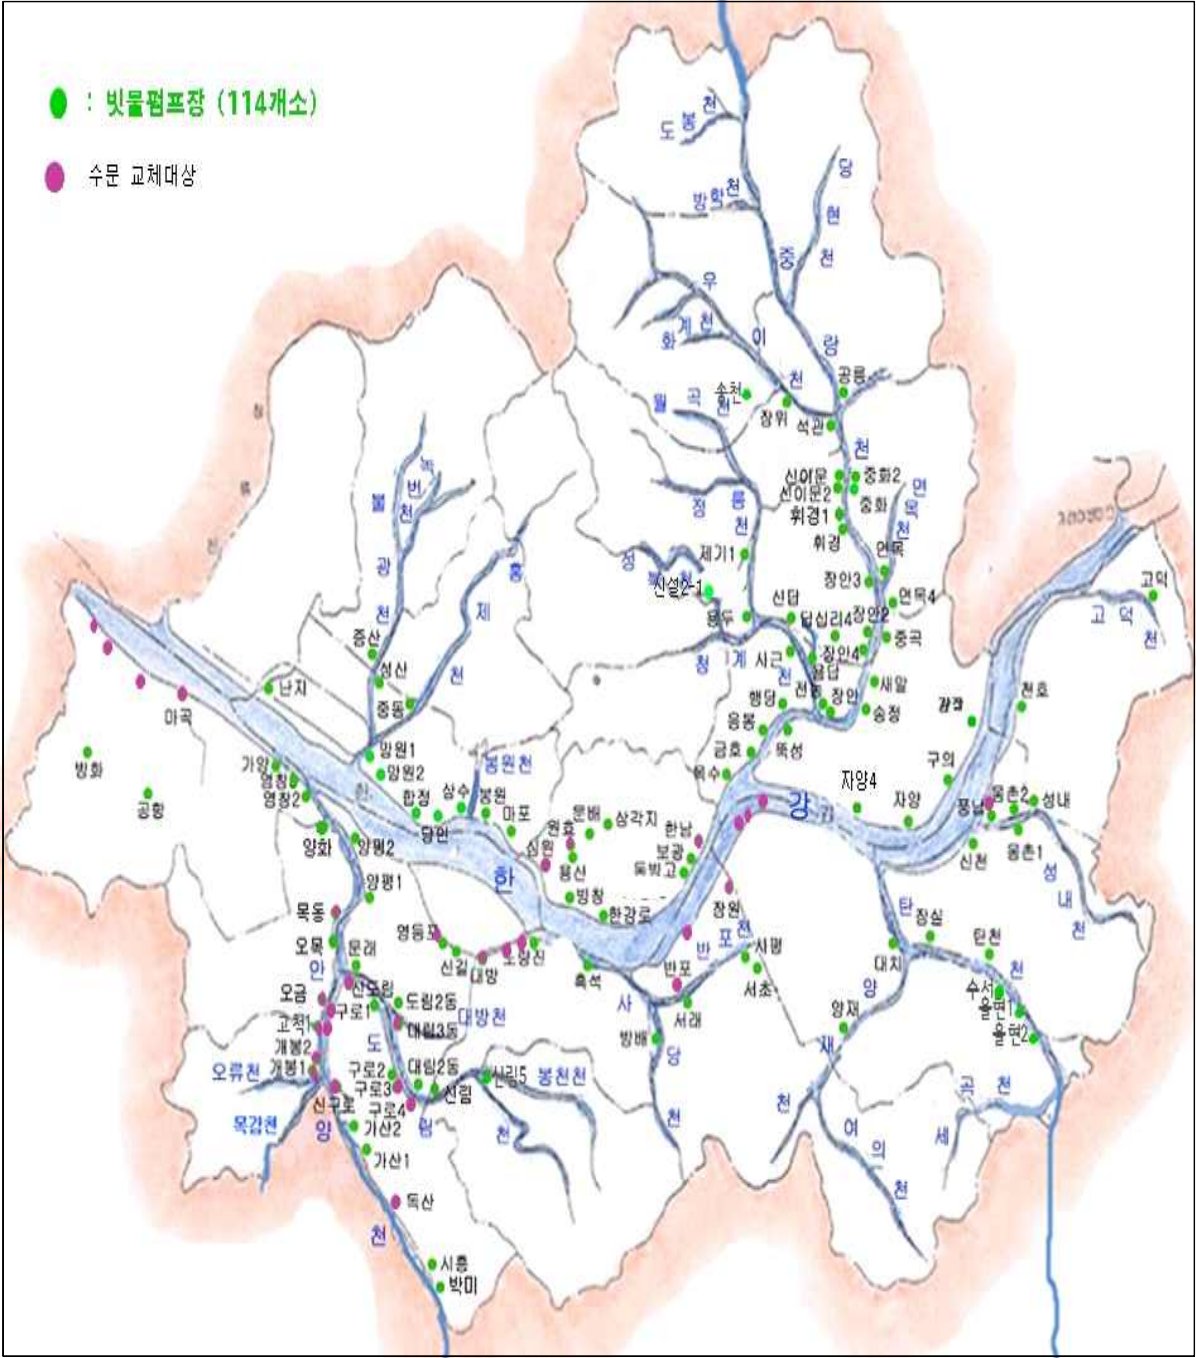 : 빗물펌프장 (114개소)
수문 교체대상
도봉천
방학천
당현천
중랑천
우이천
화계천
월곡천
송천
장위
석관
공릉
정릉천
신이문
신이문2
중화2
중화
휘경1
휘경
면목천
면목
제기1
장안3
면목4
신설2-1
용두
신답
답십리4
장안2
중곡
청계천
사근
용답
장안4
장안
새말
송정
행당
응봉
뚝섬
금호
옥수
불광천
녹번천
홍제천
증산
성산
중동
난지
마곡
방화
공항
가양
염창
염창2
망원1
망원2
합정
당인
상수
봉원천
봉원
마포
양화
양평2
양평1
문배
삼각지
원효
용산
빙창
한강로
한남
보광
동빙고
한
강
자양4
자양
구의
천호
고덕
고덕천
풍납
몽촌2
성내
몽촌1
신천
성내천
탄천
잠실
탄천
대치
수서
율현1
율현2
양재
양재천
여의천
세곡천
잠원
반포천
반포
사평
서초
서래
방배
사당천
흑석
노량진
대방
신길
영등포
목동
오목
문래
안양천
신도림
오금
구로1
고척1
개봉2
개봉1
도림2동
대림3동
대방천
도림천
구로2
대림2동
구로3
구로4
신림
신림5
봉천천
오류천
목감천
신구로
가산2
가산1
독산
시흥
박미